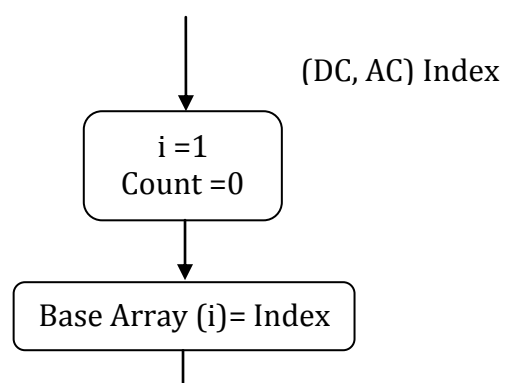 (DC, AC) Index
i =1
Count =0
Base Array (i)= Index